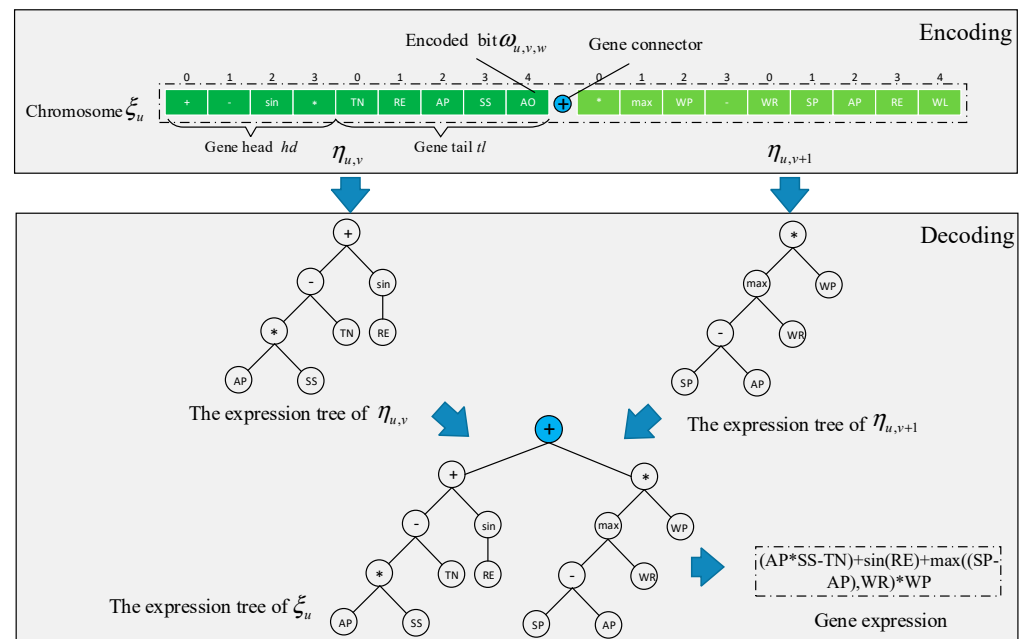 Encoding
Encoded bit ω_{u,v,w}
Gene connector
0 1 2 3 0 1 2 3 4 0 1 2 3 0 1 2 3 4
Chromosome ξ_u
+ - sin * TN RE AP SS AO + * max WP - WR SP AP RE WL
Gene head hd
Gene tail tl
η_{u,v}
η_{u,v+1}
Decoding
+
- sin
* TN RE
AP SS
The expression tree of η_{u,v}
*
max WP
- WR
SP AP
The expression tree of η_{u,v+1}
+
+ *
- sin max WP
* TN RE - WR
AP SS SP AP
The expression tree of ξ_u
(AP*SS-TN)+sin(RE)+max((SP-
AP),WR)*WP
Gene expression